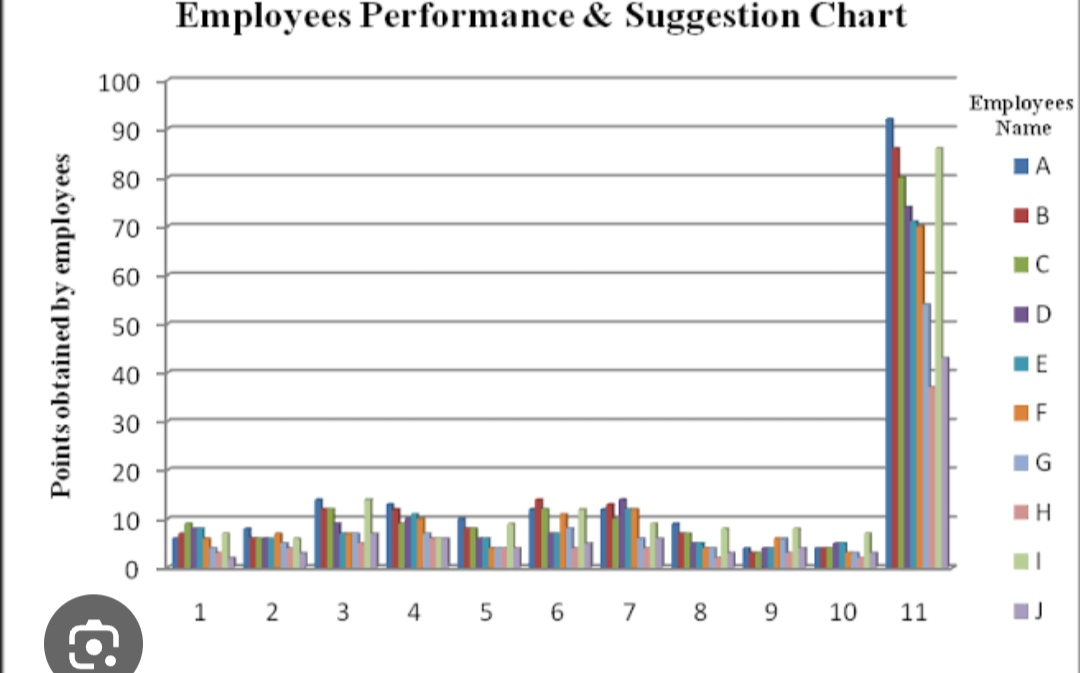 Employees Performance & Suggestion Chart
Points obtained by employees
100
90
80
70
60
50
40
30
20
10
0
1 2 3 4 5 6 7 8 9 10 11
Employees
Name
A
B
C
D
E
F
G
H
I
J